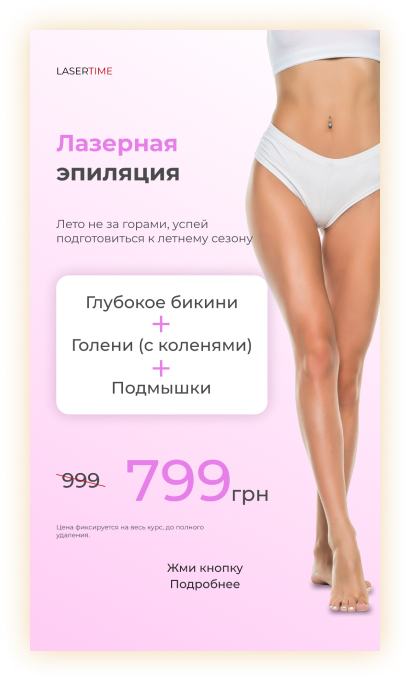 LASERTIME
Лазерная
эпиляция
Лето не за горами, успей
подготовиться к летнему сезону
Глубокое бикини
+
Голени (с коленями)
+
Подмышки
999 799грн
Цена фиксируется на весь курс, до полного
удаления.
Жми кнопку
Подробнее